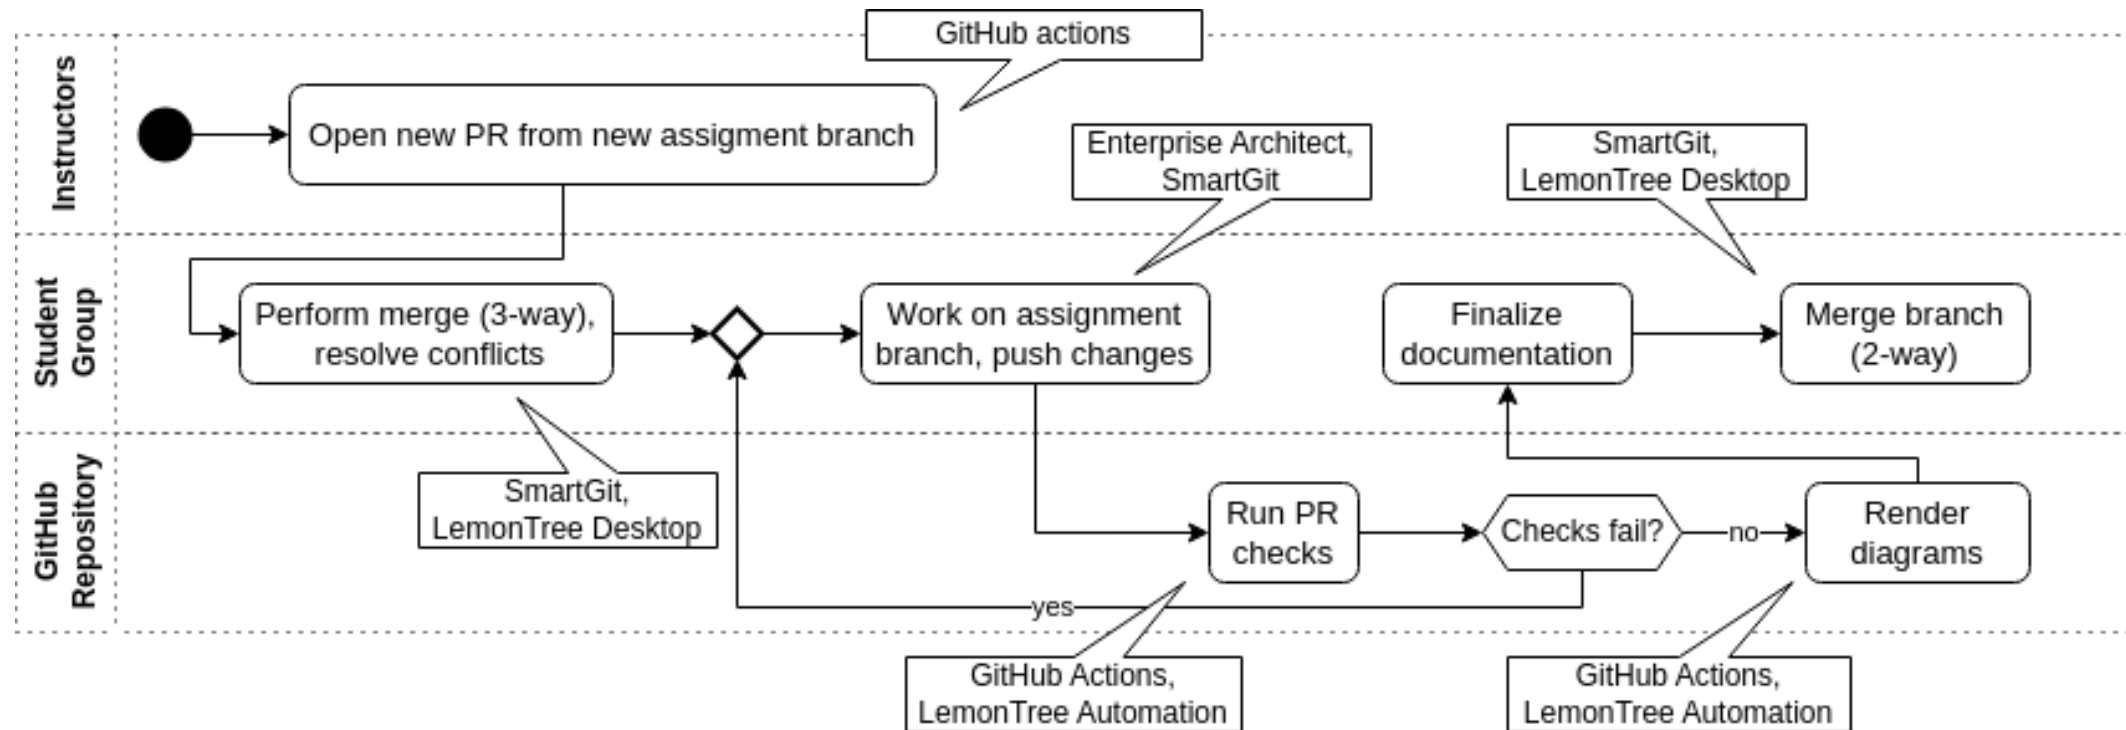 GitHub actions
Instructors
Open new PR from new assigment branch
Enterprise Architect,
SmartGit
SmartGit,
LemonTree Desktop
Student
Group
Perform merge (3-way),
resolve conflicts
Work on assignment
branch, push changes
Finalize
documentation
Merge branch
(2-way)
GitHub
Repository
SmartGit,
LemonTree Desktop
Run PR
checks
Checks fail?
no
Render
diagrams
yes
GitHub Actions,
LemonTree Automation
GitHub Actions,
LemonTree Automation